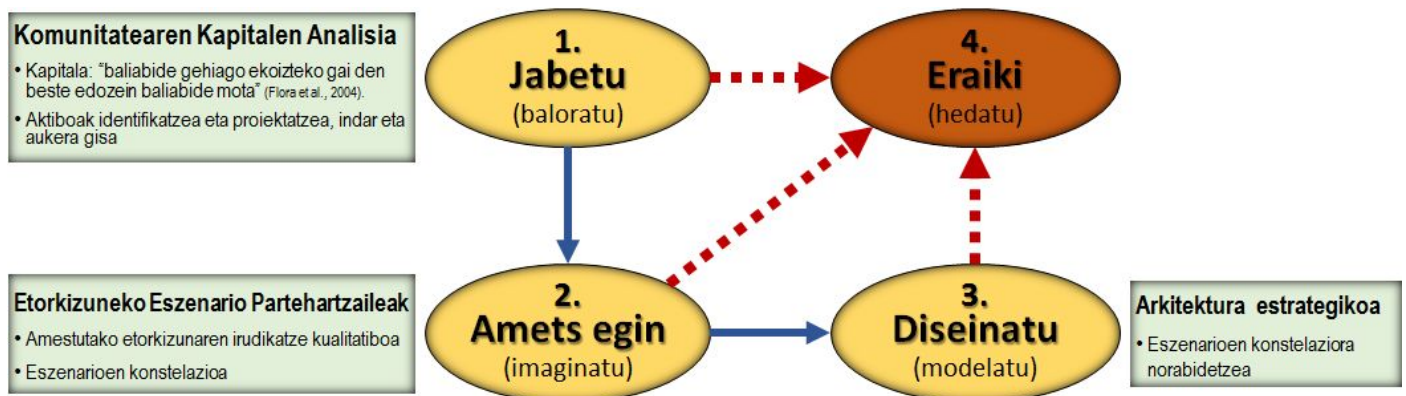 Komunitatearen Kapitalen Analisia
• Kapitala: "baliabide gehiago ekoizteko gai den
beste edozein baliabide mota" (Flora et al., 2004).
• Aktiboak identifikatzea eta proiektatzea, indar eta
aukera gisa
1.
Jabetu
(baloratu)
4.
Eraiki
(hedatu)
Etorkizuneko Eszenario Partehartzaileak
• Amestutako etorkizunaren irudikatze kualitatiboa
• Eszenarioen konstelazioa
2.
Amets egin
(imaginatu)
3.
Diseinatu
(modelatu)
Arkitektura estrategikoa
• Eszenarioen konstelaziora
norabidetzea